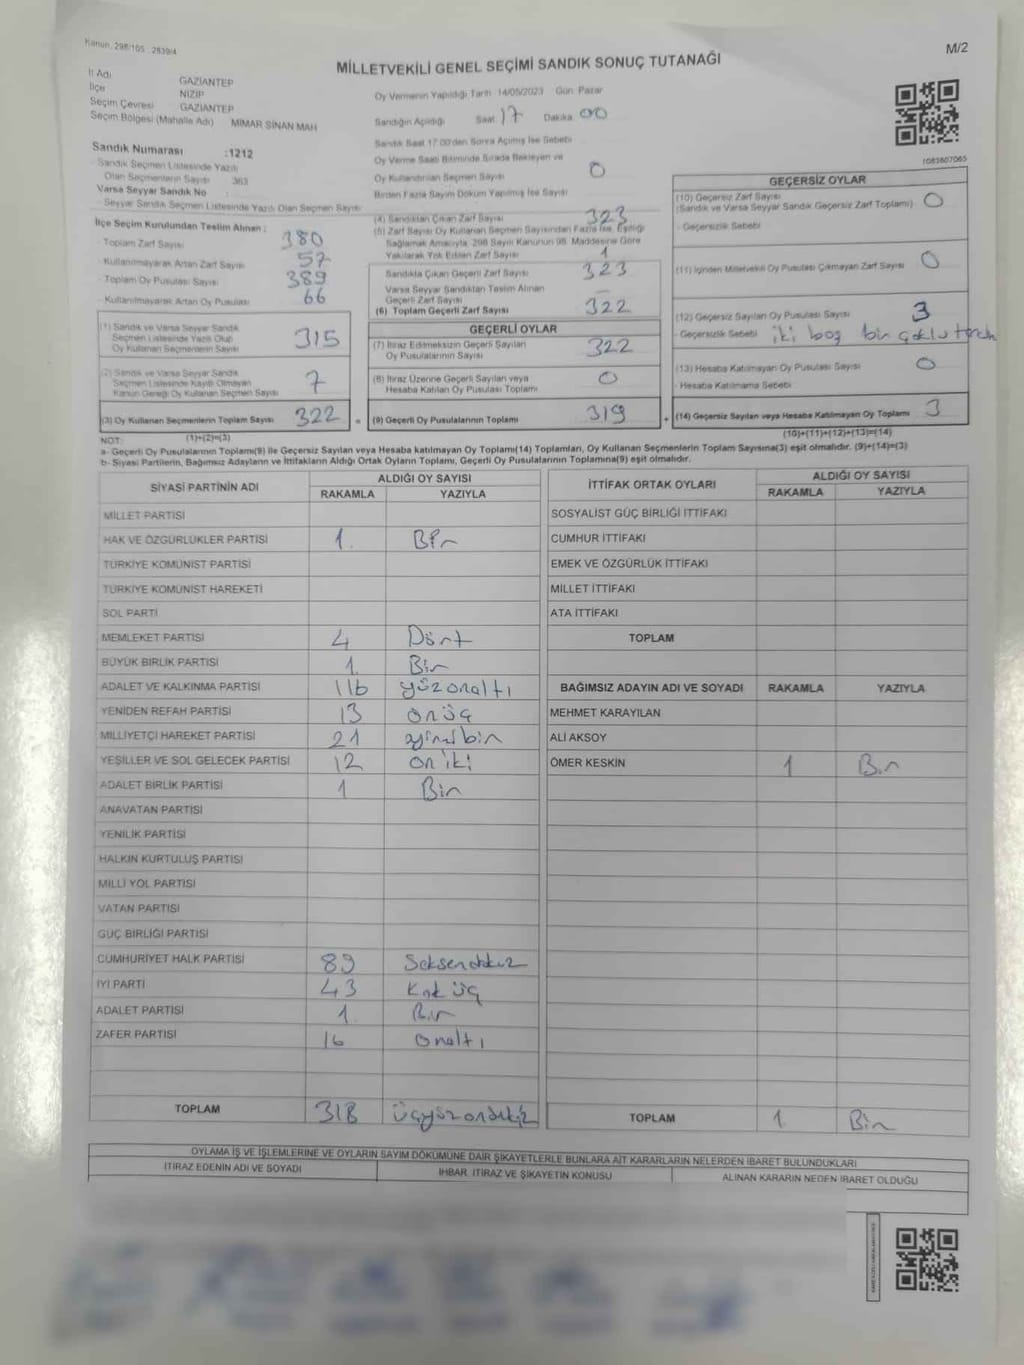 Kanun: 298/105 : 2839/4
M/2
MİLLETVEKİLİ GENEL SEÇİMİ SANDIK SONUÇ TUTANAĞI
İl Adı GAZİANTEP
İlçe NİZİP
Seçim Çevresi GAZİANTEP
Seçim Bölgesi (Mahalle Adı) MİMAR SİNAN MAH
Sandık Numarası :1212
- Sandık Seçmen Listesinde Yazılı
Olan Seçmenlerin Sayısı : 363
Varsa Seyyar Sandık No
- Seyyar Sandık Seçmen Listesinde Yazılı Olan Seçmen Sayısı
İlçe Seçim Kurulundan Teslim Alınan :
- Toplam Zarf Sayısı 380
- Kullanılmayarak Artan Zarf Sayısı 57
- Toplam Oy Pusulası Sayısı 389
- Kullanılmayarak Artan Oy Pusulası 66
(1) Sandık ve Varsa Seyyar Sandık
Seçmen Listesinde Yazılı Olup
Oy Kullanan Seçmenlerin Sayısı 315
(2) Sandık ve Varsa Seyyar Sandık
Seçmen Listesinde Kayıtlı Olmayan
Kanun Gereği Oy Kullanan Seçmen Sayısı 7
(3) Oy Kullanan Seçmenlerin Toplam Sayısı 322 =
Oy Vermenin Yapıldığı Tarih 14/05/2023 Gün: Pazar
Sandığın Açıldığı Saat 17 Dakika 00
Sandık Saat 17:00'den Sonra Açılmış İse Sebebi
Oy Verme Saati Bitiminde Sırada Bekleyen ve
Oy Kullandırılan Seçmen Sayısı 0
Birden Fazla Sayım Döküm Yapılmış İse Sayısı
(4) Sandıktan Çıkan Zarf Sayısı 323
(5) Zarf Sayısı Oy Kullanan Seçmen Sayısından Fazla İse, Eşitliği
Sağlamak Amacıyla, 298 Sayılı Kanunun 98. Maddesine Göre
Yakılarak Yok Edilen Zarf Sayısı 1
Sandıkta Çıkan Geçerli Zarf Sayısı 323
Varsa Seyyar Sandıktan Teslim Alınan
Geçerli Zarf Sayısı –
(6) Toplam Geçerli Zarf Sayısı 322
GEÇERLİ OYLAR
(7) İtiraz Edilmeksizin Geçerli Sayılan
Oy Pusulalarının Sayısı 322
(8) İtiraz Üzerine Geçerli Sayılan veya
Hesaba Katılan Oy Pusulası Toplamı 0
(9) Geçerli Oy Pusulalarının Toplamı 319 +
1083607065
GEÇERSİZ OYLAR
(10) Geçersiz Zarf Sayısı
(Sandık ve Varsa Seyyar Sandık Geçersiz Zarf Toplamı) 0
- Geçersizlik Sebebi
(11) İçinden Milletvekili Oy Pusulası Çıkmayan Zarf Sayısı 0
(12) Geçersiz Sayılan Oy Pusulası Sayısı 3
- Geçersizlik Sebebi iki boş bir çoklu tercih
(13) Hesaba Katılmayan Oy Pusulası Sayısı 0
- Hesaba Katılmama Sebebi
(14) Geçersiz Sayılan veya Hesaba Katılmayan Oy Toplamı 3
NOT: (1)+(2)=(3) (10)+(11)+(12)+(13)=(14)
a- Geçerli Oy Pusulalarının Toplamı(9) ile Geçersiz Sayılan veya Hesaba katılmayan Oy Toplamı(14) Toplamları, Oy Kullanan Seçmenlerin Toplam Sayısına(3) eşit olmalıdır. (9)+(14)=(3)
b- Siyasi Partilerin, Bağımsız Adayların ve İttifakların Aldığı Ortak Oyların Toplamı, Geçerli Oy Pusulalarının Toplamına(9) eşit olmalıdır.
SİYASİ PARTİNİN ADI ALDIĞI OY SAYISI
RAKAMLA YAZIYLA
MİLLET PARTİSİ
HAK VE ÖZGÜRLÜKLER PARTİSİ 1. Bir
TÜRKİYE KOMÜNİST PARTİSİ
TÜRKİYE KOMÜNİST HAREKETİ
SOL PARTİ
MEMLEKET PARTİSİ 4 Dört
BÜYÜK BİRLİK PARTİSİ 1. Bir
ADALET VE KALKINMA PARTİSİ 116 yüzonaltı
YENİDEN REFAH PARTİSİ 13 onüç
MİLLİYETÇİ HAREKET PARTİSİ 21 yirmibir
YEŞİLLER VE SOL GELECEK PARTİSİ 12 on iki
ADALET BİRLİK PARTİSİ 1 Bir
ANAVATAN PARTİSİ
YENİLİK PARTİSİ
HALKIN KURTULUŞ PARTİSİ
MİLLİ YOL PARTİSİ
VATAN PARTİSİ
GÜÇ BİRLİĞİ PARTİSİ
CUMHURİYET HALK PARTİSİ 89 Seksendokuz
İYİ PARTİ 43 Kırk üç
ADALET PARTİSİ 1. Bir
ZAFER PARTİSİ 16 onaltı
TOPLAM 318 üçyüzonsekiz
İTTİFAK ORTAK OYLARI ALDIĞI OY SAYISI
RAKAMLA YAZIYLA
SOSYALİST GÜÇ BİRLİĞİ İTTİFAKI
CUMHUR İTTİFAKI
EMEK VE ÖZGÜRLÜK İTTİFAKI
MİLLET İTTİFAKI
ATA İTTİFAKI
TOPLAM
BAĞIMSIZ ADAYIN ADI VE SOYADI RAKAMLA YAZIYLA
MEHMET KARAYILAN
ALİ AKSOY
ÖMER KESKİN 1 Bir
TOPLAM 1 Bir
OYLAMA İŞ VE İŞLEMLERİNE VE OYLARIN SAYIM DÖKÜMÜNE DAİR ŞİKAYETLERLE BUNLARA AİT KARARLARIN NELERDEN İBARET BULUNDUKLARI
İTİRAZ EDENİN ADI VE SOYADI İHBAR, İTİRAZ VE ŞİKAYETİN KONUSU ALINAN KARARIN NEDEN İBARET OLDUĞU